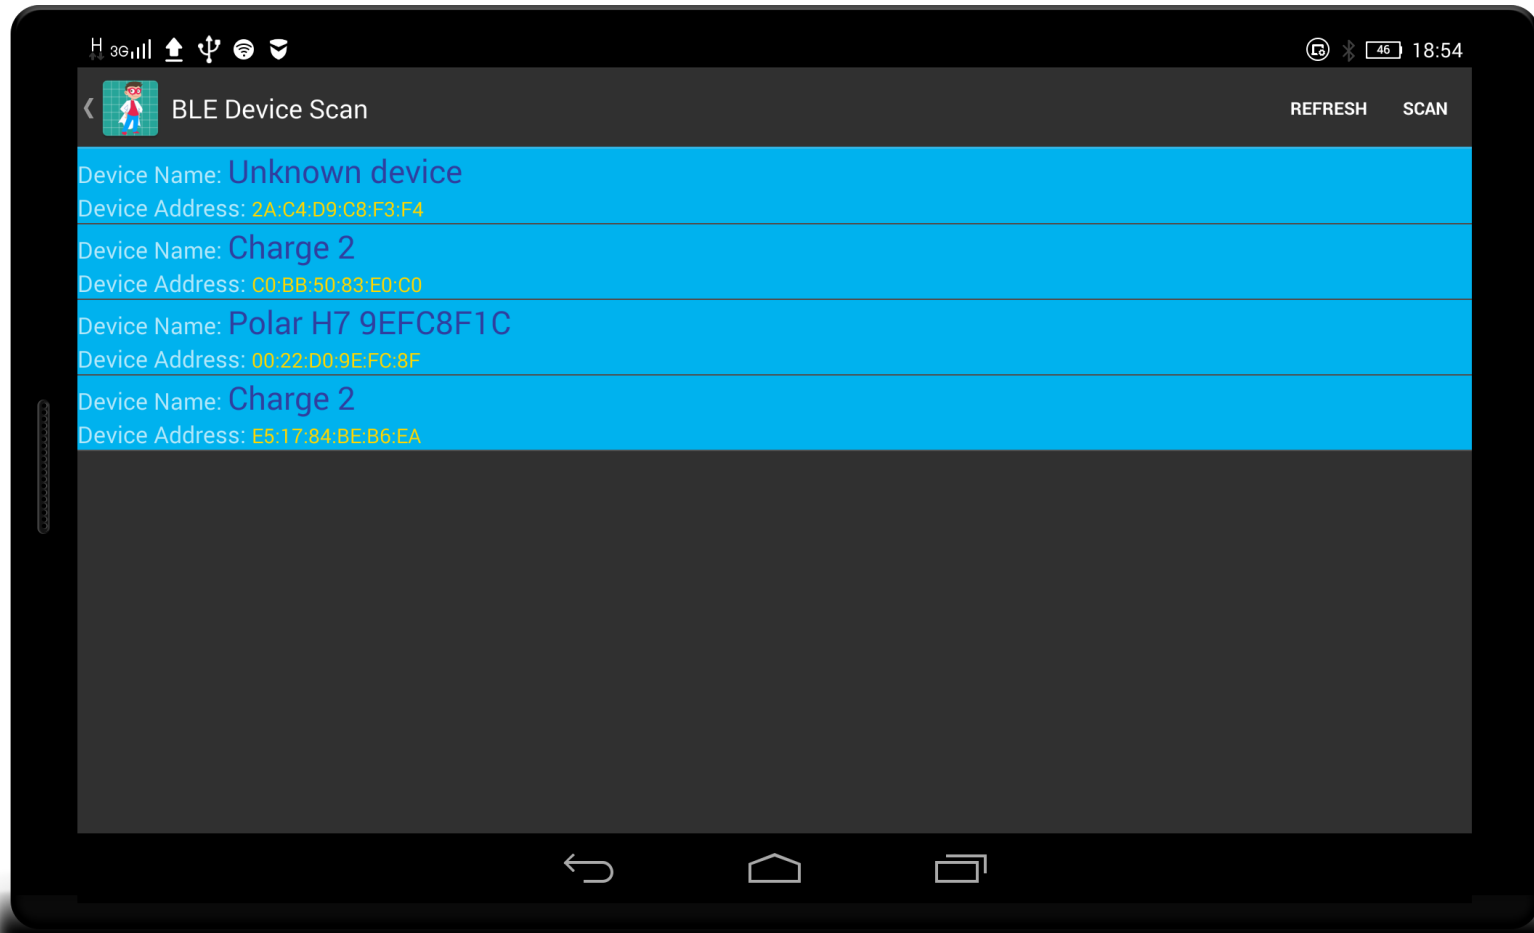 H 3G 46 18:54
BLE Device Scan REFRESH SCAN
Device Name: Unknown device
Device Address: 2A:C4:D9:C8:F3:F4
Device Name: Charge 2
Device Address: C0:BB:50:83:E0:C0
Device Name: Polar H7 9EFC8F1C
Device Address: 00:22:D0:9E:FC:8F
Device Name: Charge 2
Device Address: E5:17:84:BE:B6:EA